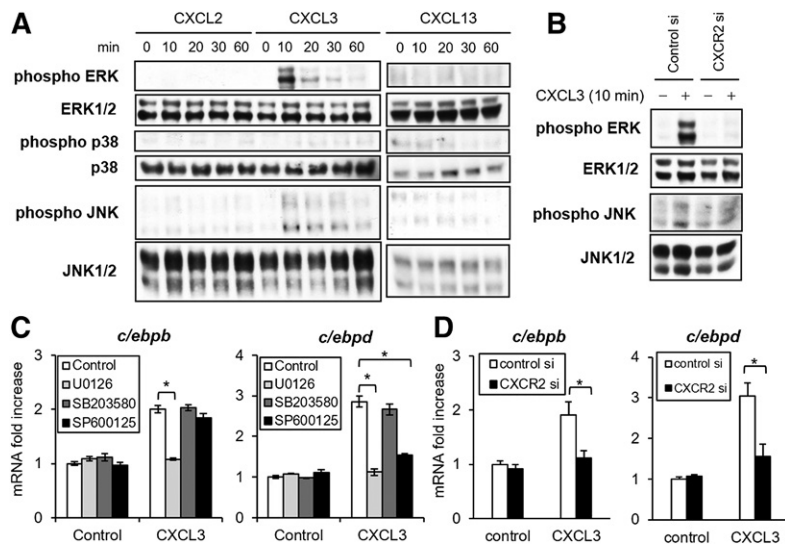 A
CXCL2 CXCL3 CXCL13
min 0 10 20 30 60 0 10 20 30 60 0 10 20 30 60
phospho ERK
ERK1/2
phospho p38
p38
phospho JNK
JNK1/2
B
Control si CXCR2 si
CXCL3 (10 min) – + – +
phospho ERK
ERK1/2
phospho JNK
JNK1/2
C
c/ebpb
mRNA fold increase
3
2
1
0
Control
U0126
SB203580
SP600125
*
Control CXCL3
c/ebpd
4
3
2
1
0
Control
U0126
SB203580
SP600125
*
*
Control CXCL3
D
c/ebpb
mRNA fold increase
3
2
1
0
control si
CXCR2 si
*
control CXCL3
c/ebpd
4
3
2
1
0
control si
CXCR2 si
*
control CXCL3